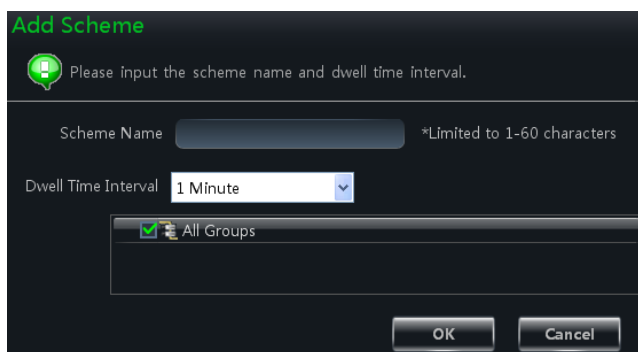 Add Scheme
Please input the scheme name and dwell time interval.
Scheme Name *Limited to 1-60 characters
Dwell Time Interval 1 Minute
All Groups
OK Cancel